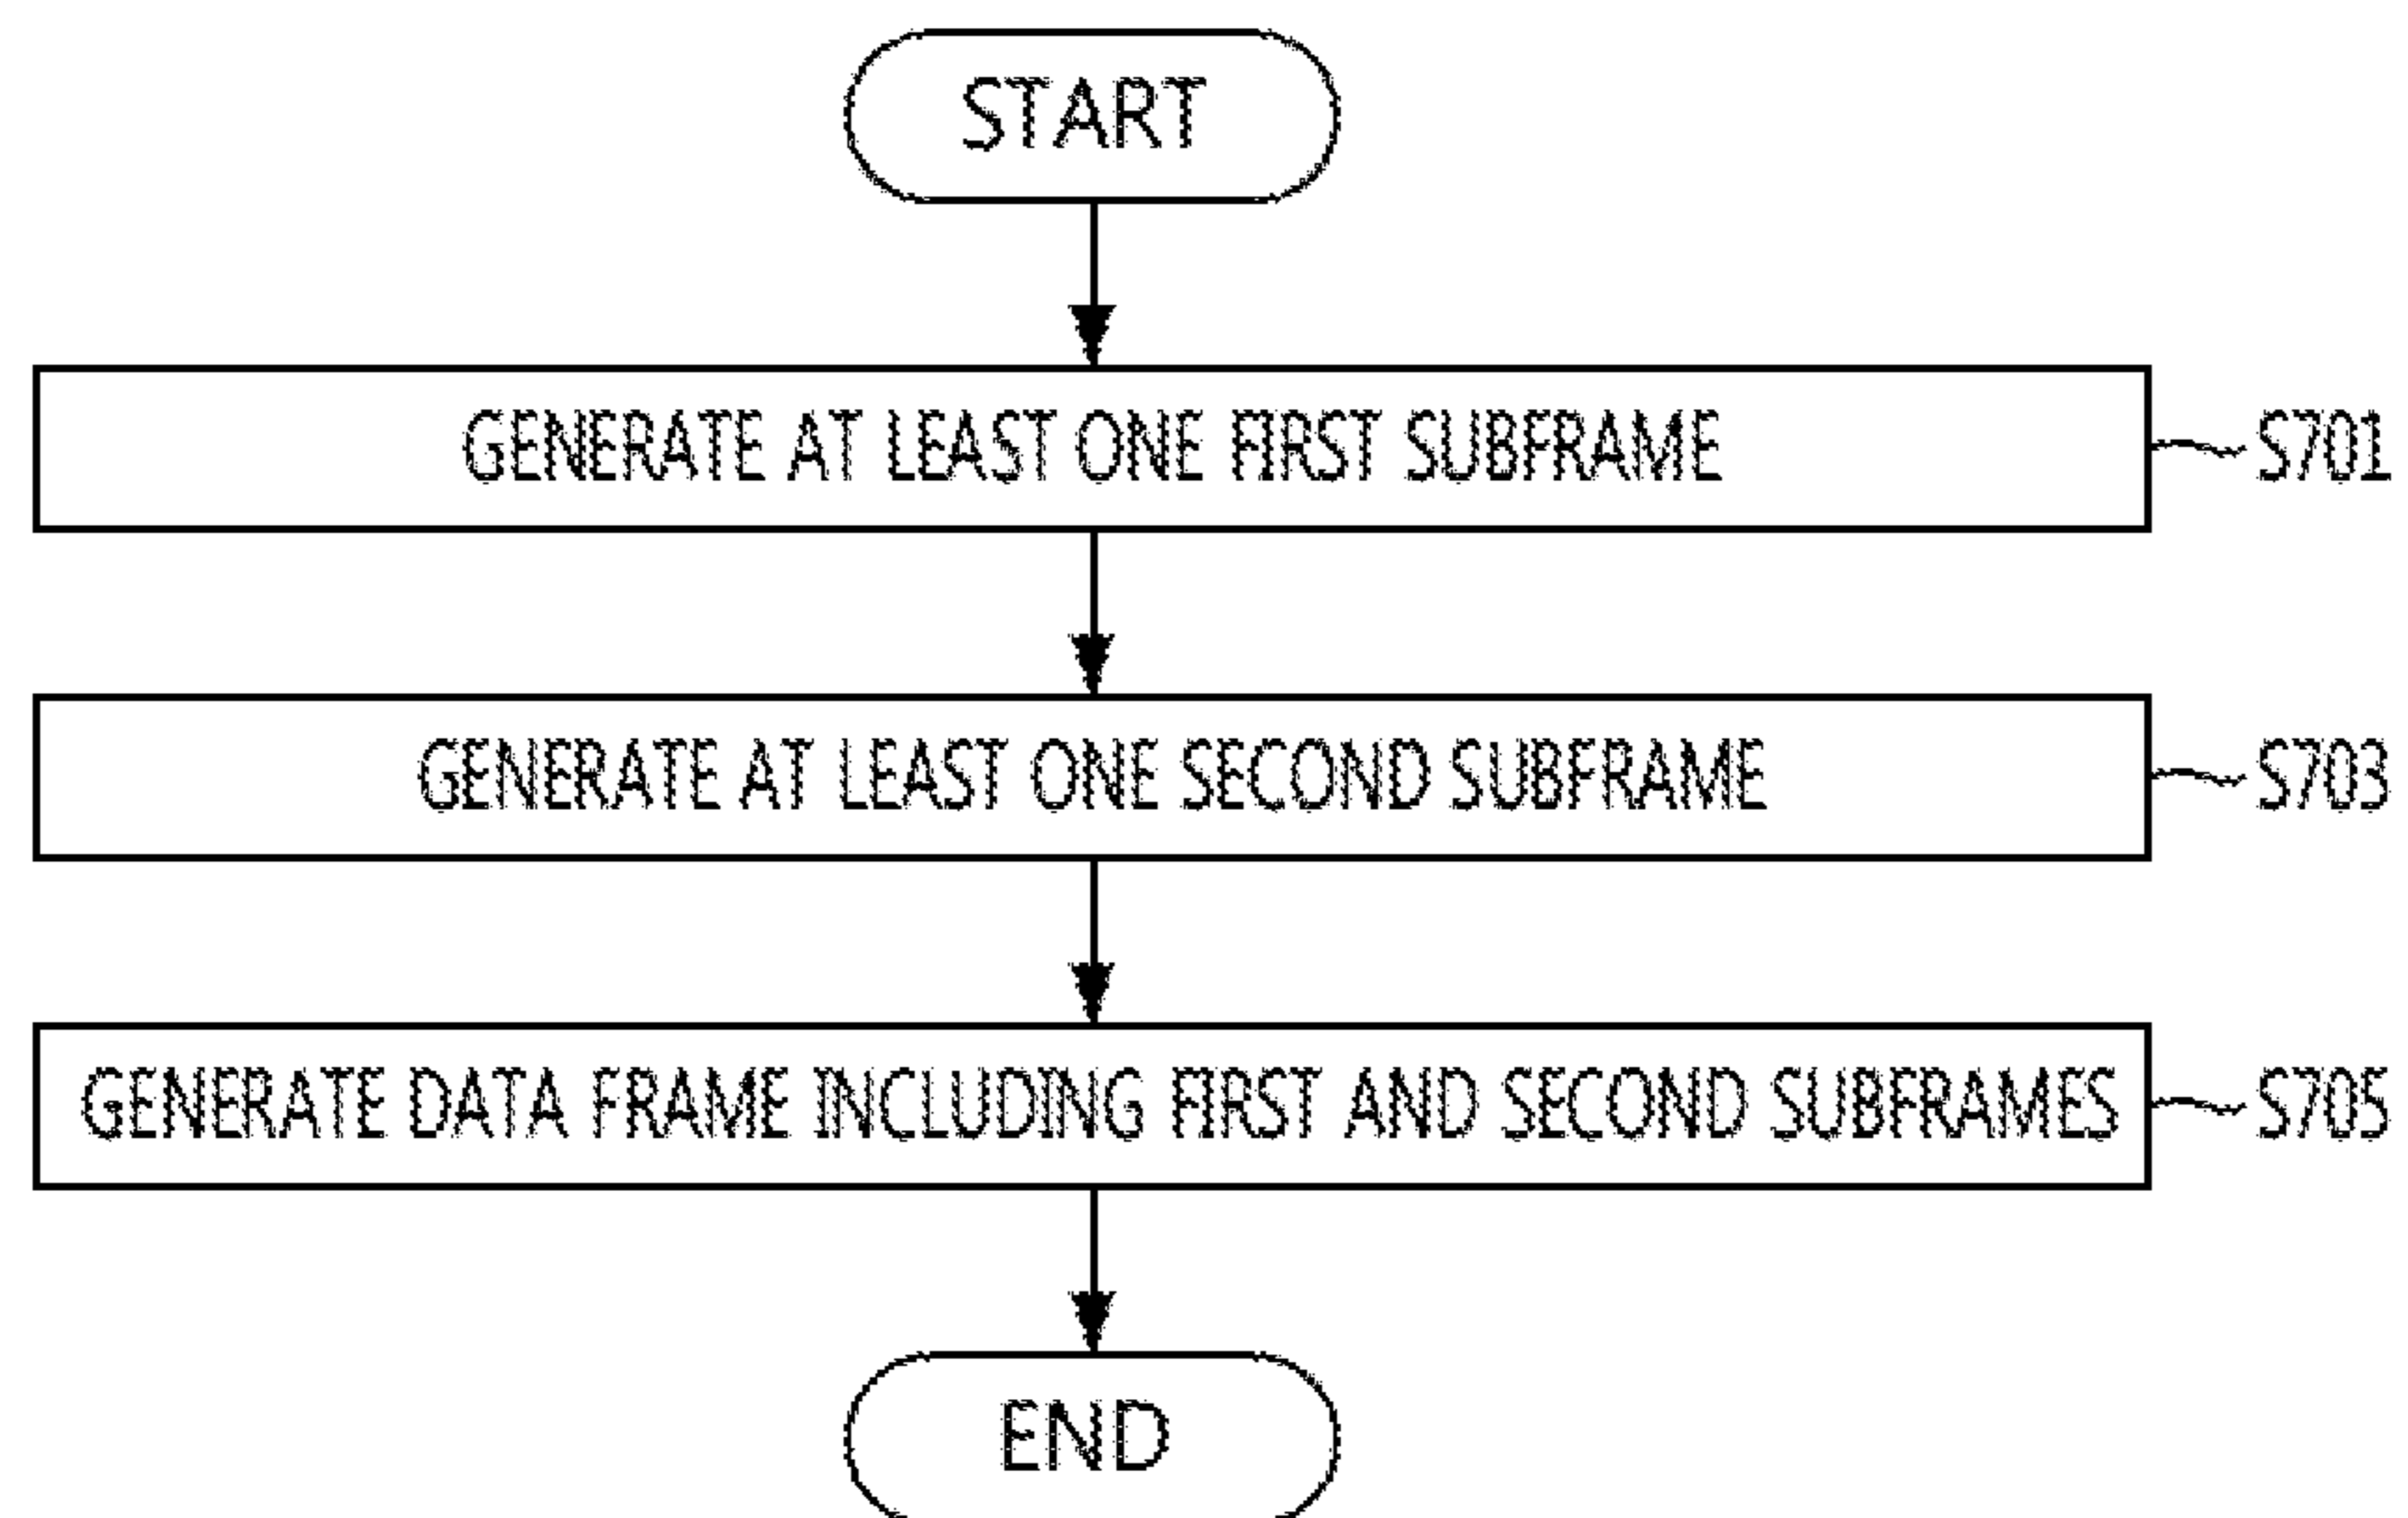 START
GENERATE AT LEAST ONE FIRST SUBFRAME
S701
GENERATE AT LEAST ONE SECOND SUBFRAME
S703
GENERATE DATA FRAME INCLUDING FIRST AND SECOND SUBFRAMES
S705
END